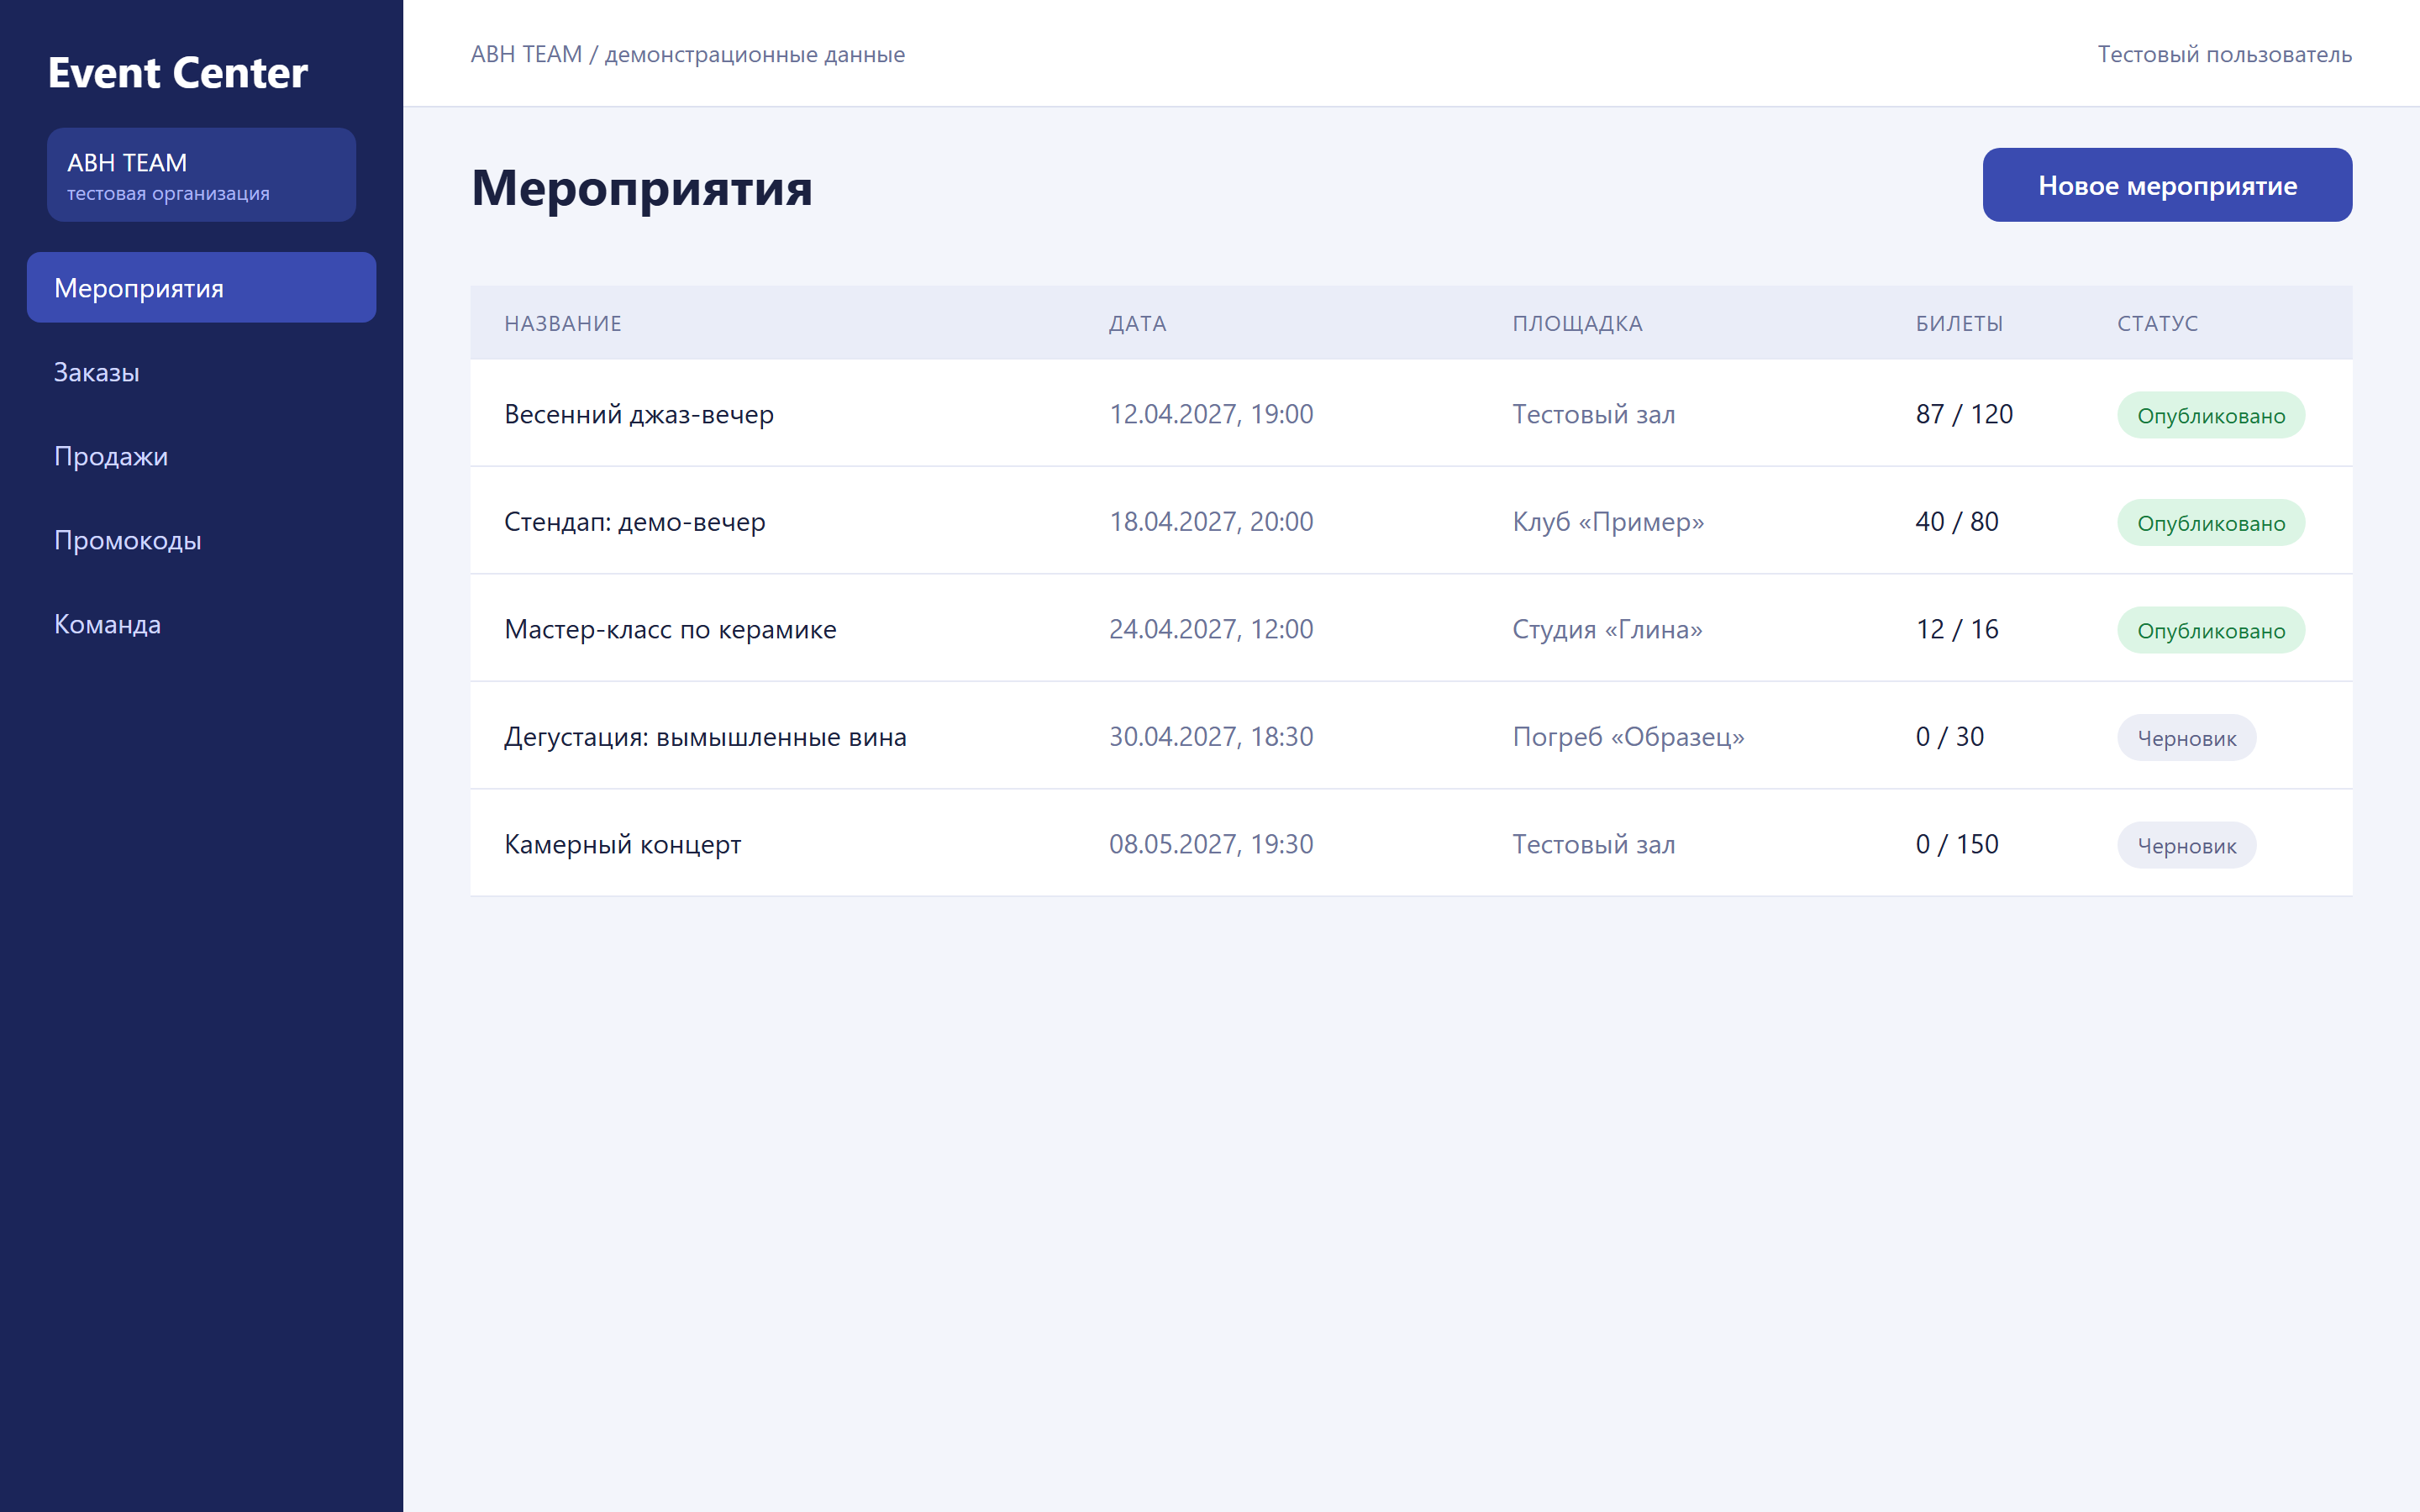 Event Center
ABH TEAM
тестовая организация
Мероприятия
Заказы
Продажи
Промокоды
Команда
ABH TEAM / демонстрационные данные
Тестовый пользователь
Мероприятия
Новое мероприятие
НАЗВАНИЕ ДАТА ПЛОЩАДКА БИЛЕТЫ СТАТУС
Весенний джаз-вечер 12.04.2027, 19:00 Тестовый зал 87 / 120 Опубликовано
Стендап: демо-вечер 18.04.2027, 20:00 Клуб «Пример» 40 / 80 Опубликовано
Мастер-класс по керамике 24.04.2027, 12:00 Студия «Глина» 12 / 16 Опубликовано
Дегустация: вымышленные вина 30.04.2027, 18:30 Погреб «Образец» 0 / 30 Черновик
Камерный концерт 08.05.2027, 19:30 Тестовый зал 0 / 150 Черновик